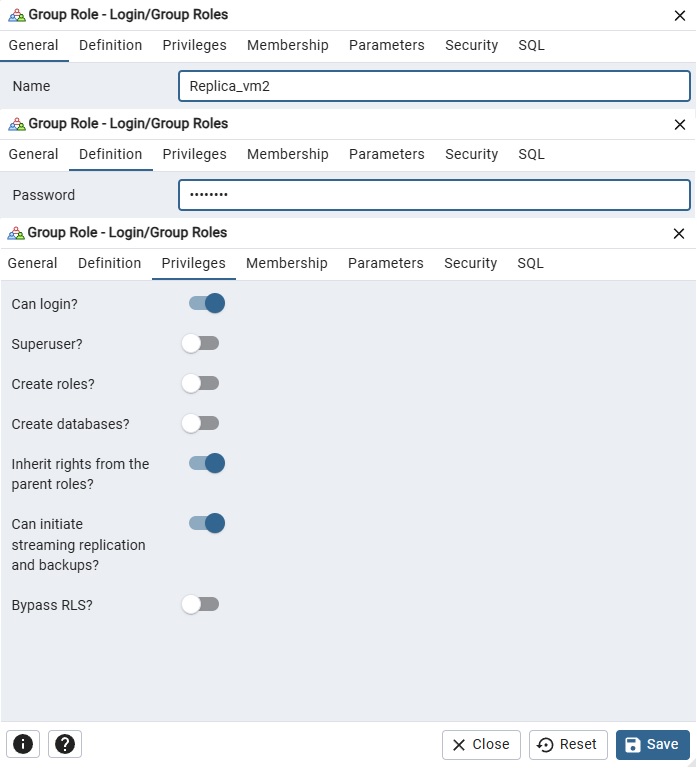 Group Role - Login/Group Roles
General Definition Privileges Membership Parameters Security SQL
Name Replica_vm2
Group Role - Login/Group Roles
General Definition Privileges Membership Parameters Security SQL
Password ••••••••
Group Role - Login/Group Roles
General Definition Privileges Membership Parameters Security SQL
Can login?
Superuser?
Create roles?
Create databases?
Inherit rights from the
parent roles?
Can initiate
streaming replication
and backups?
Bypass RLS?
Close Reset Save